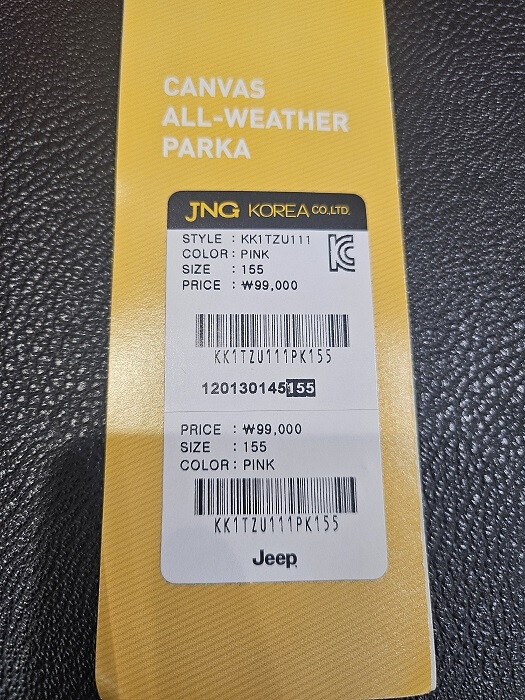 CANVAS
ALL-WEATHER
PARKA
JNG KOREA CO.,LTD.
STYLE : KK1TZU111
COLOR : PINK
SIZE : 155
PRICE : ₩99,000
KK1TZU111PK155
120130145155
PRICE : ₩99,000
SIZE : 155
COLOR : PINK
KK1TZU111PK155
Jeep